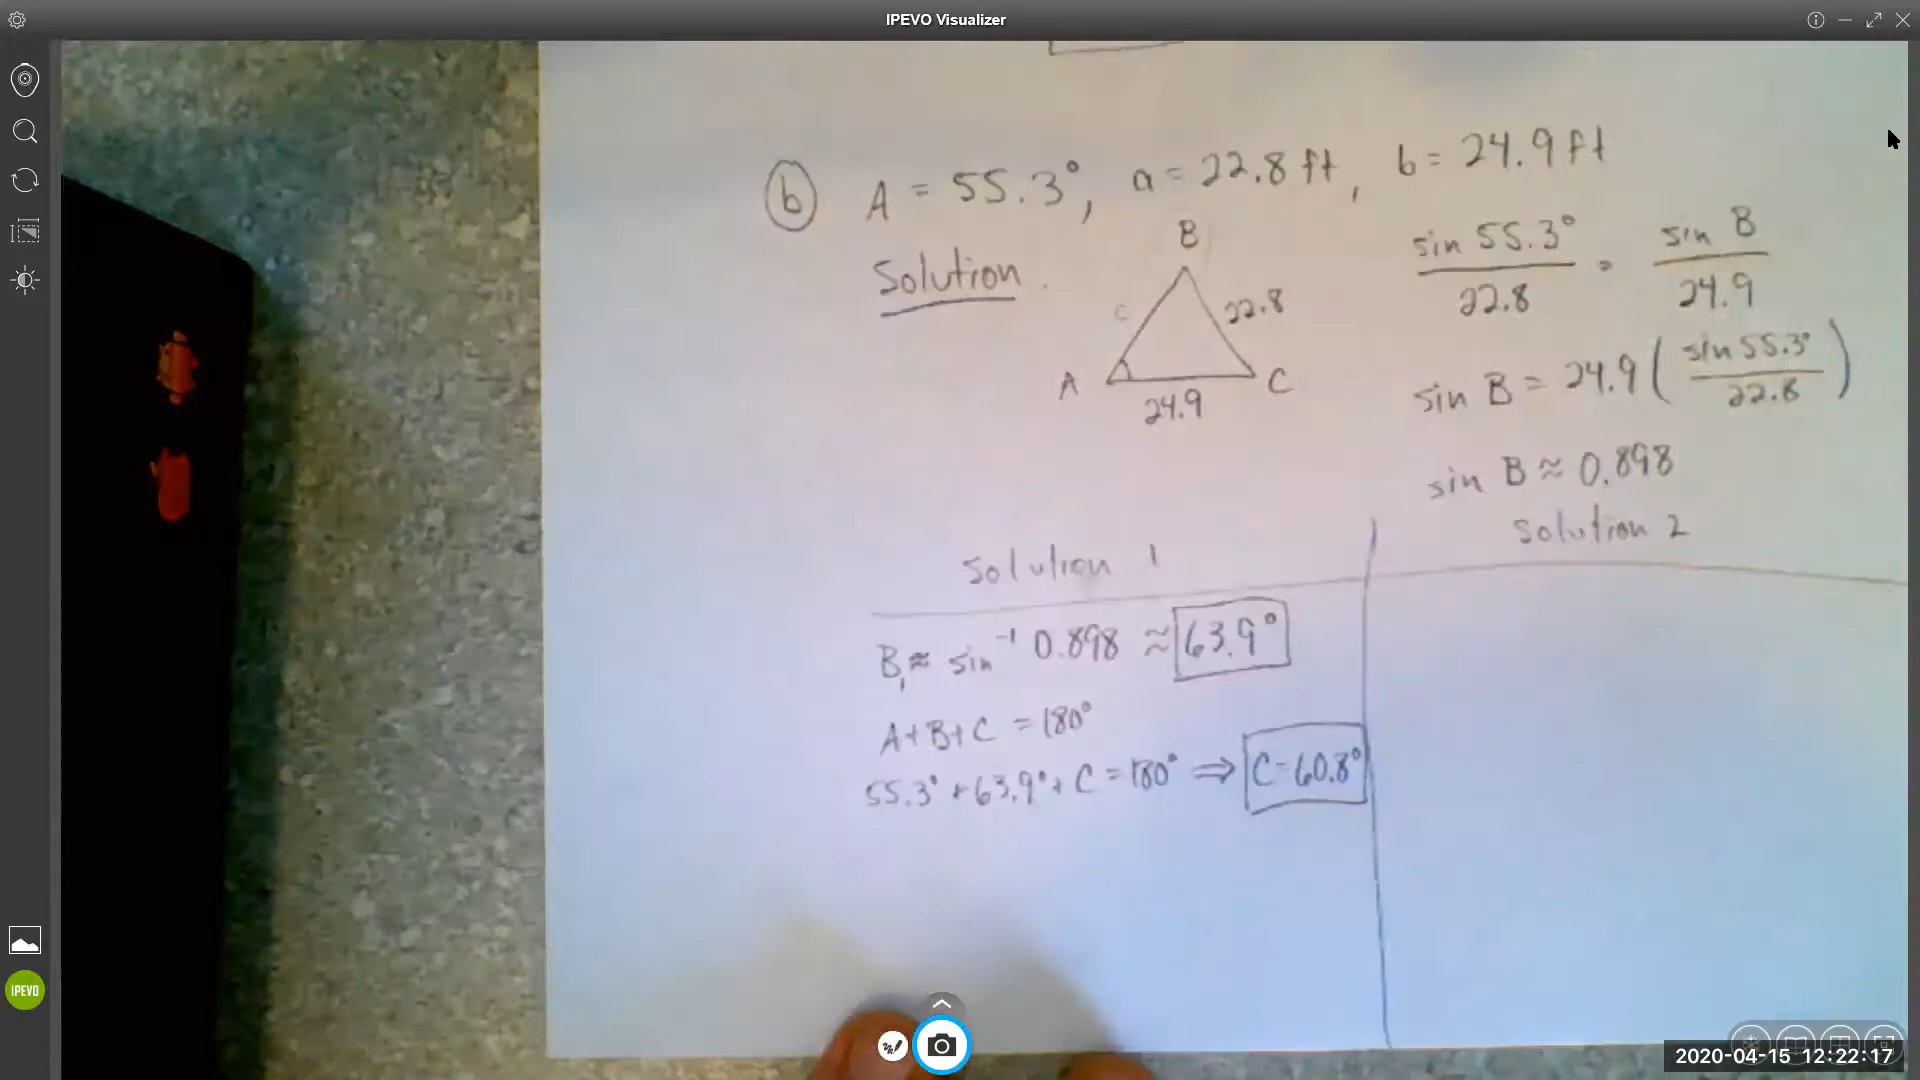 IPEVO Visualizer
b A = 55.3°, a = 22.8 ft, b = 24.9 ft
Solution
B
c
22.8
A
C
24.9
sin 55.3° / 22.8 = sin B / 24.9
sin B = 24.9 ( sin 55.3° / 22.8 )
sin B ≈ 0.898
Solution 1
B₁ ≈ sin⁻¹ 0.898 ≈ 63.9°
A + B + C = 180°
55.3° + 63.9° + C = 180° ⇒ C = 60.8°
Solution 2
IPEVO
2020-04-15 12:22:17